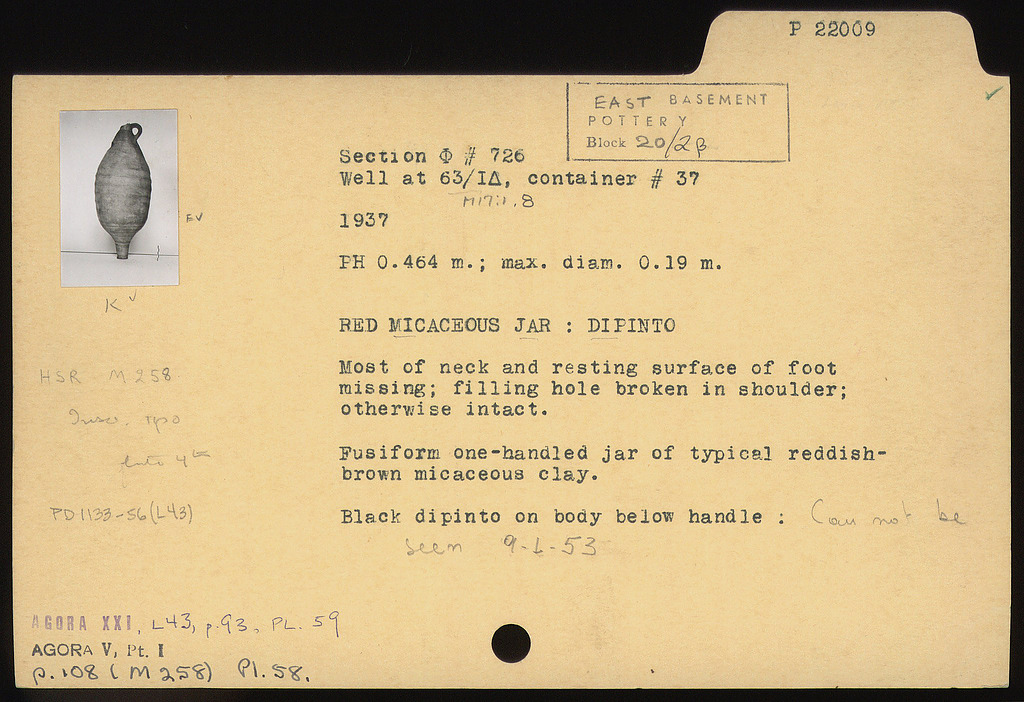 P 22009
EAST BASEMENT
POTTERY
Block 20/2β
Section Φ # 726
Well at 63/ΙΔ, container # 37
M17:1.8
1937
EV
PH 0.464 m.; max. diam. 0.19 m.
K
RED MICACEOUS JAR : DIPINTO
Most of neck and resting surface of foot
missing; filling hole broken in shoulder;
otherwise intact.
HSR M 258
Fusiform one-handled jar of typical reddish-
brown micaceous clay.
4th
PD 1133-56 (L43)
Black dipinto on body below handle : Can not be
seen 9-1-53
AGORA XXI, L43, p.93, PL. 59
AGORA V, Pt. I
p. 108 (M 258) Pl. 58.